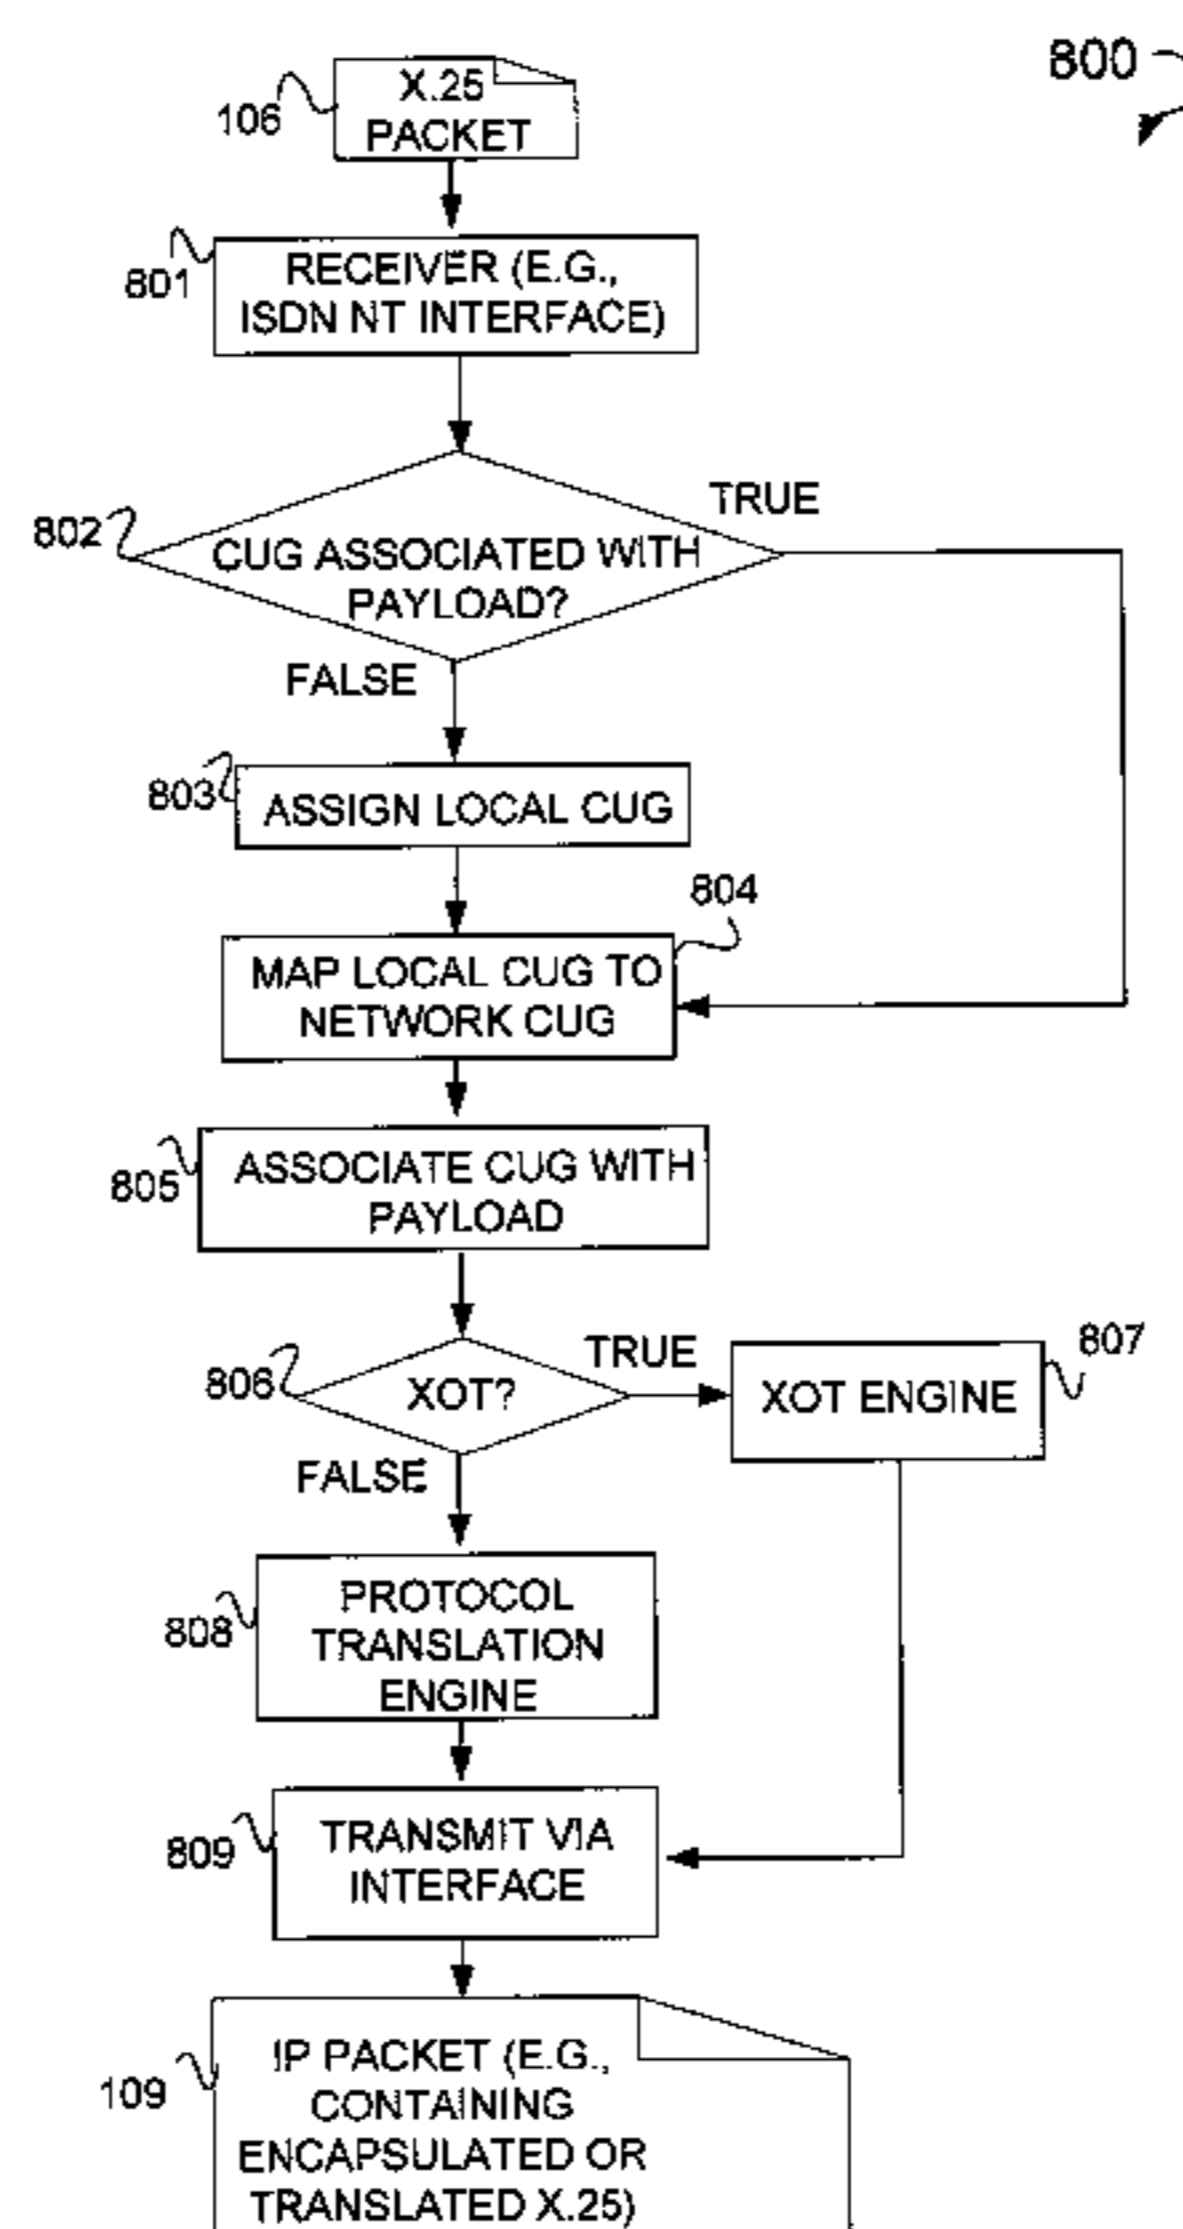 800
X.25
PACKET
106
RECEIVER (E.G.,
ISDN NT INTERFACE)
801
TRUE
802
CUG ASSOCIATED WITH
PAYLOAD?
FALSE
803
ASSIGN LOCAL CUG
804
MAP LOCAL CUG TO
NETWORK CUG
805
ASSOCIATE CUG WITH
PAYLOAD
806
XOT?
TRUE
XOT ENGINE
807
FALSE
808
PROTOCOL
TRANSLATION
ENGINE
809
TRANSMIT VIA
INTERFACE
109
IP PACKET (E.G.,
CONTAINING
ENCAPSULATED OR
TRANSLATED X.25)